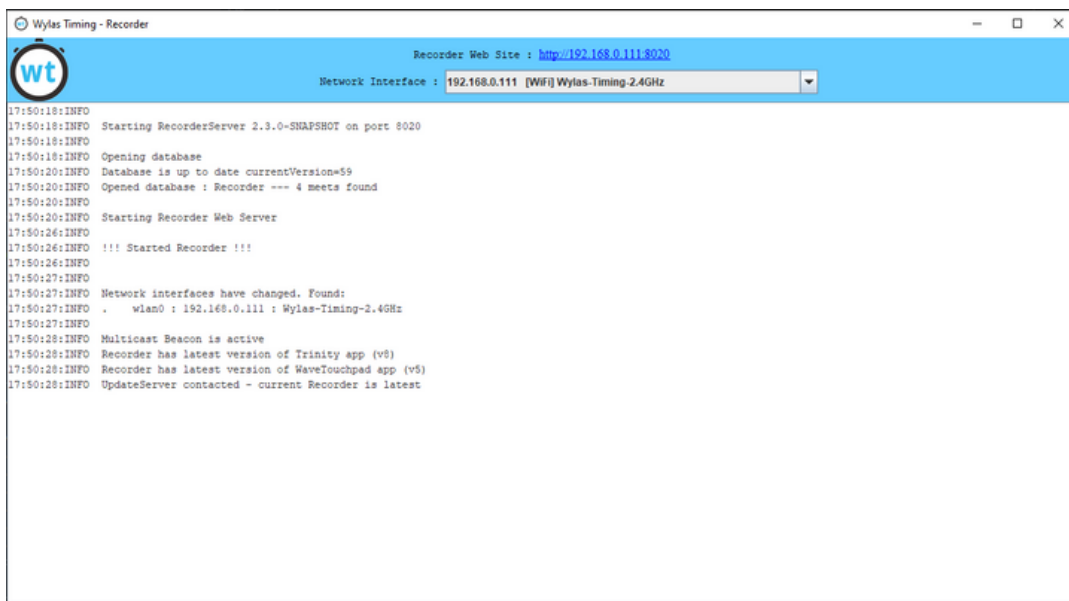 Wylas Timing - Recorder
wt
Recorder Web Site : http://192.168.0.111:8020
Network Interface : 192.168.0.111 [WiFi] Wylas-Timing-2.4GHz
17:50:18:INFO
17:50:18:INFO Starting RecorderServer 2.3.0-SNAPSHOT on port 8020
17:50:18:INFO
17:50:18:INFO Opening database
17:50:20:INFO Database is up to date currentVersion=59
17:50:20:INFO Opened database : Recorder --- 4 meets found
17:50:20:INFO
17:50:20:INFO Starting Recorder Web Server
17:50:26:INFO
17:50:26:INFO !!! Started Recorder !!!
17:50:26:INFO
17:50:27:INFO
17:50:27:INFO Network interfaces have changed. Found:
17:50:27:INFO . wlan0 : 192.168.0.111 : Wylas-Timing-2.4GHz
17:50:27:INFO
17:50:28:INFO Multicast Beacon is active
17:50:28:INFO Recorder has latest version of Trinity app (v8)
17:50:28:INFO Recorder has latest version of WaveTouchpad app (v5)
17:50:28:INFO UpdateServer contacted - current Recorder is latest